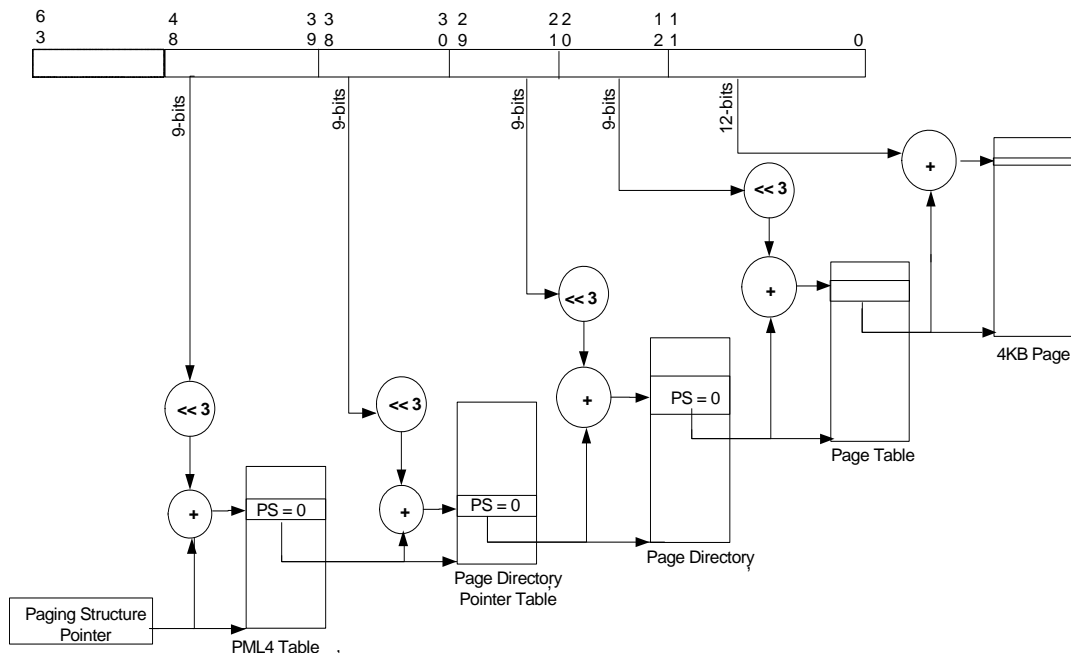 6 4 3 3 3 2 2 2 1 1
3 8 9 8 0 9 1 0 2 1 0
9-bits
9-bits
9-bits
9-bits
12-bits
+
<< 3
<< 3
+
+
4KB Page
<< 3
<< 3
PS = 0
Page Table
PS = 0
+
+
PS = 0
Page Directory,
Page Directory,
Pointer Table
Paging Structure
Pointer
PML4 Table ,